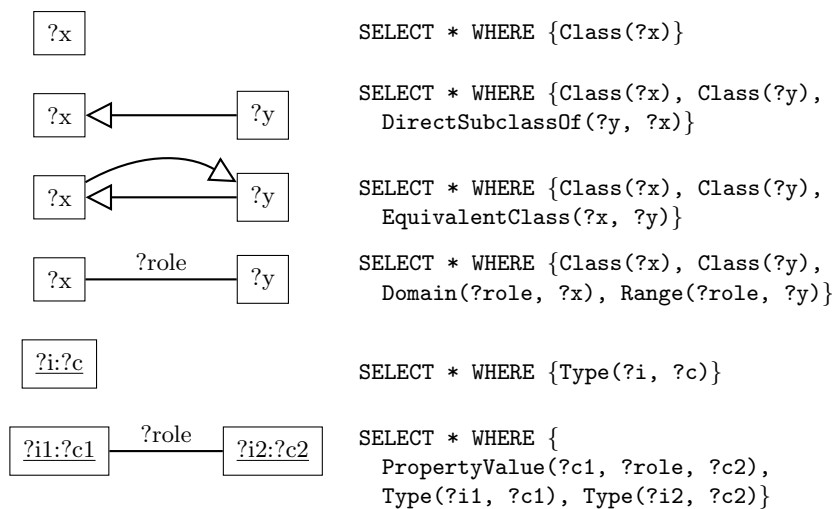 ?x
SELECT * WHERE {Class(?x)}
?x
?y
SELECT * WHERE {Class(?x), Class(?y),
DirectSubclassOf(?y, ?x)}
?x
?y
SELECT * WHERE {Class(?x), Class(?y),
EquivalentClass(?x, ?y)}
?x
?role
?y
SELECT * WHERE {Class(?x), Class(?y),
Domain(?role, ?x), Range(?role, ?y)}
?i:?c
SELECT * WHERE {Type(?i, ?c)}
?i1:?c1
?role
?i2:?c2
SELECT * WHERE {
PropertyValue(?c1, ?role, ?c2),
Type(?i1, ?c1), Type(?i2, ?c2)}